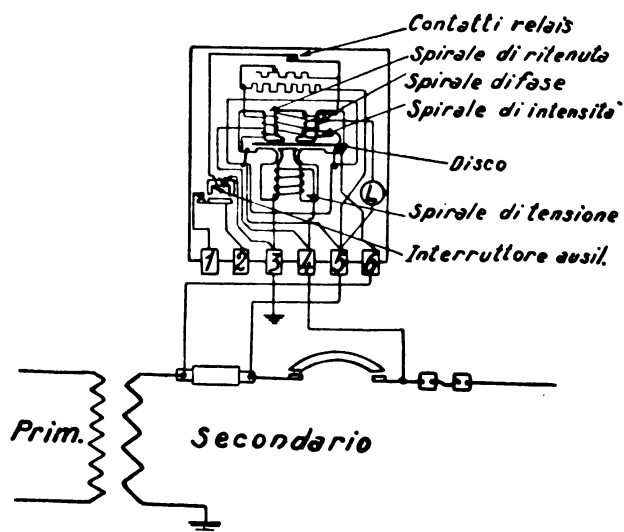 Contatti relais
Spirale di ritenuta
Spirale di fase
Spirale di intensità
Disco
L
Spirale di tensione
Interruttore ausil.
1 2 3 4 5 6
Prim. Secondario